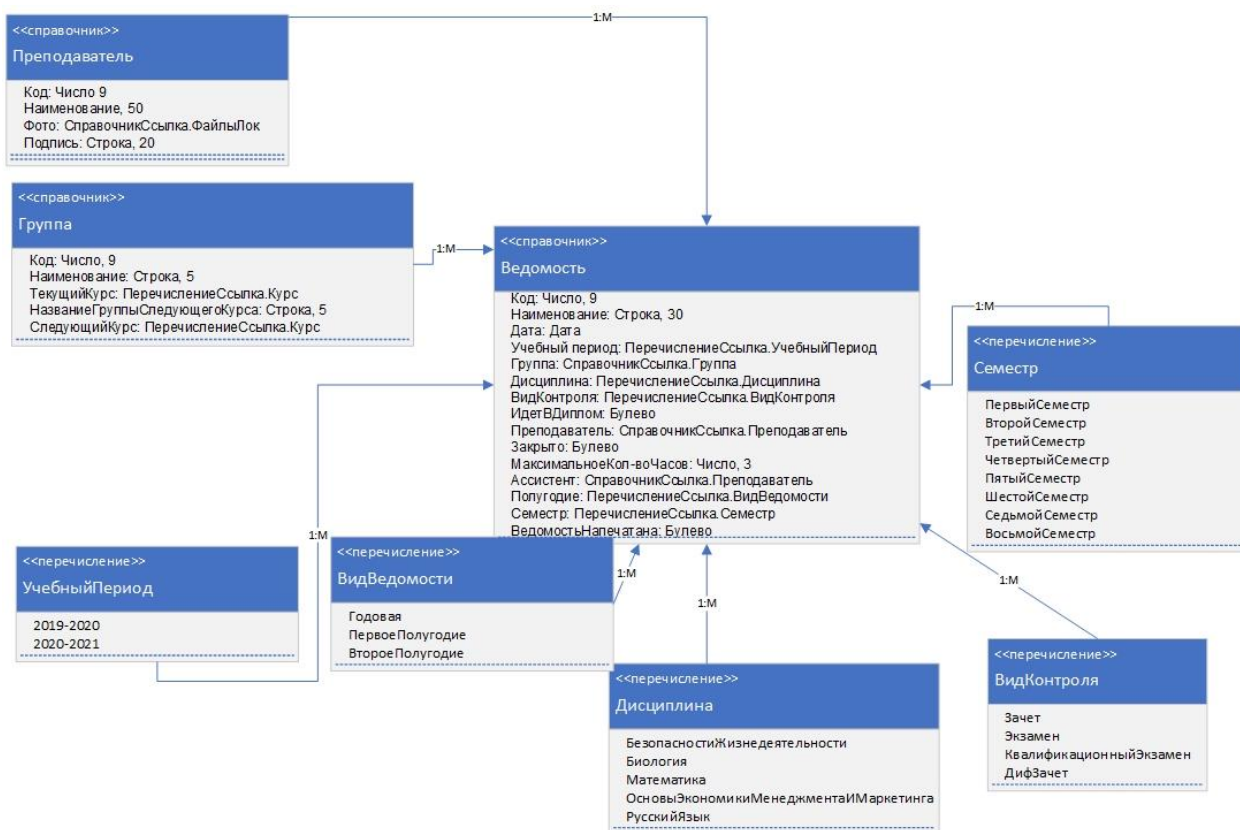 <<справочник>>
Преподаватель
Код: Число 9
Наименование, 50
Фото: СправочникСсылка.ФайлыЛок
Подпись: Строка, 20
1:М
<<справочник>>
Группа
Код: Число, 9
Наименование: Строка, 5
ТекущийКурс: ПеречислениеСсылка.Курс
НазваниеГруппыСледующегоКурса: Строка, 5
СледующийКурс: ПеречислениеСсылка.Курс
1:М
<<справочник>>
Ведомость
Код: Число, 9
Наименование: Строка, 30
Дата: Дата
Учебный период: ПеречислениеСсылка.УчебныйПериод
Группа: СправочникСсылка.Группа
Дисциплина: ПеречислениеСсылка.Дисциплина
ВидКонтроля: ПеречислениеСсылка.ВидКонтроля
ИдетВДиплом: Булево
Преподаватель: СправочникСсылка.Преподаватель
Закрыто: Булево
МаксимальноеКол-воЧасов: Число, 3
Ассистент: СправочникСсылка.Преподаватель
Полугодие: ПеречислениеСсылка.ВидВедомости
Семестр: ПеречислениеСсылка.Семестр
ВедомостьНапечатана: Булево
1:М
<<перечисление>>
Семестр
ПервыйСеместр
ВторойСеместр
ТретийСеместр
ЧетвертыйСеместр
ПятыйСеместр
ШестойСеместр
СедьмойСеместр
ВосьмойСеместр
1:М
<<перечисление>>
УчебныйПериод
2019-2020
2020-2021
<<перечисление>>
ВидВедомости
Годовая
ПервоеПолугодие
ВтороеПолугодие
1:М
1:М
<<перечисление>>
Дисциплина
БезопасностиЖизнедеятельности
Биология
Математика
ОсновыЭкономикиМенеджментаИМаркетинга
РусскийЯзык
1:М
<<перечисление>>
ВидКонтроля
Зачет
Экзамен
КвалификационныйЭкзамен
ДифЗачет